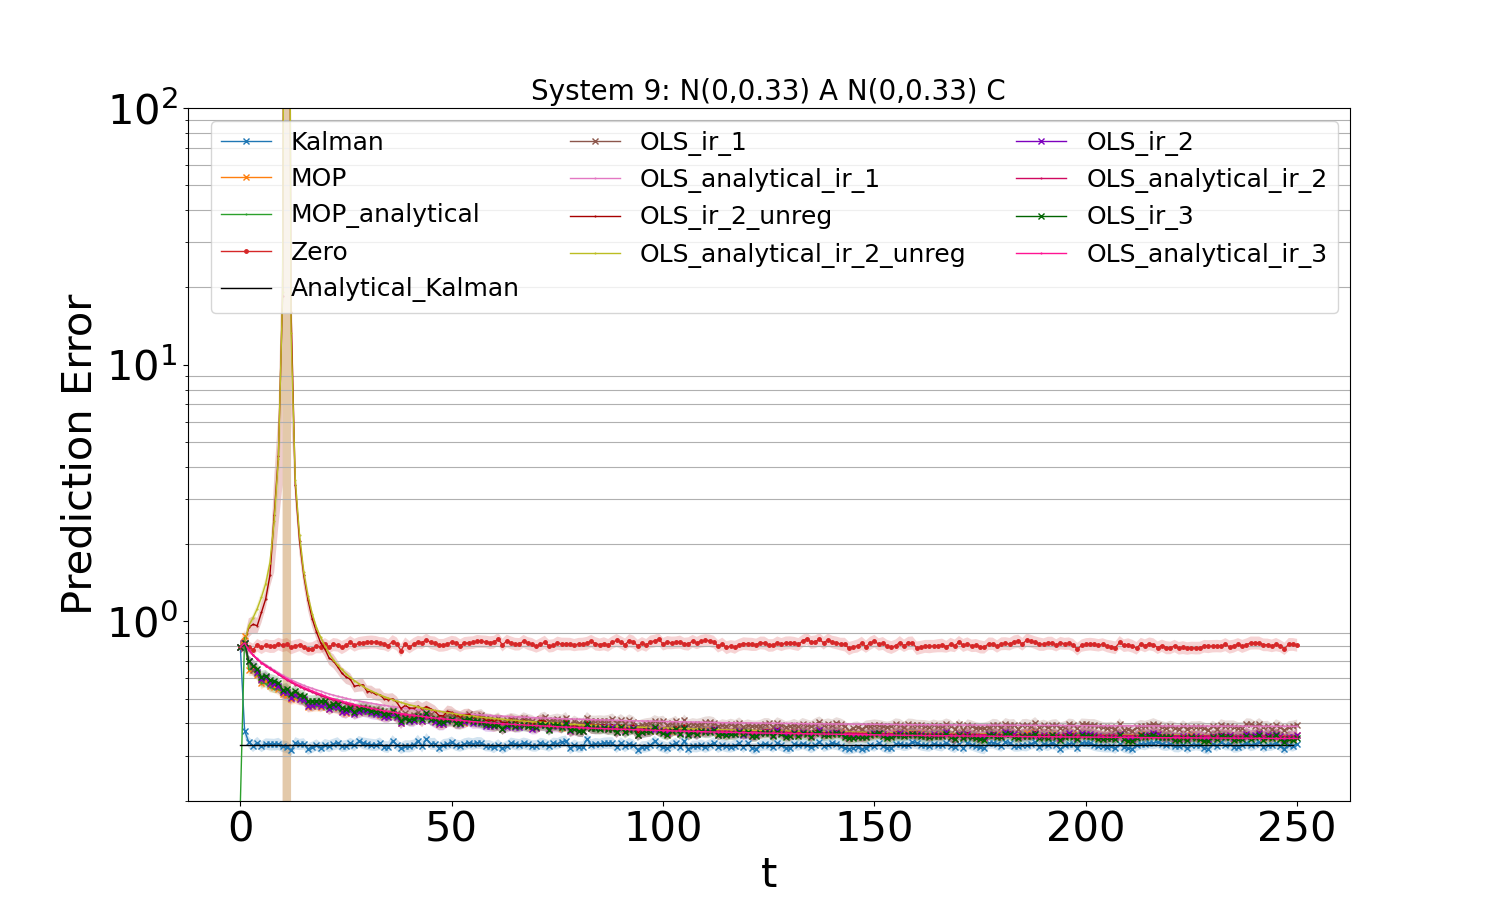 System 9: N(0,0.33) A N(0,0.33) C
Prediction Error
10²
10¹
10⁰
Kalman
MOP
MOP_analytical
Zero
Analytical_Kalman
OLS_ir_1
OLS_analytical_ir_1
OLS_ir_2_unreg
OLS_analytical_ir_2_unreg
OLS_ir_2
OLS_analytical_ir_2
OLS_ir_3
OLS_analytical_ir_3
0 50 100 150 200 250
t